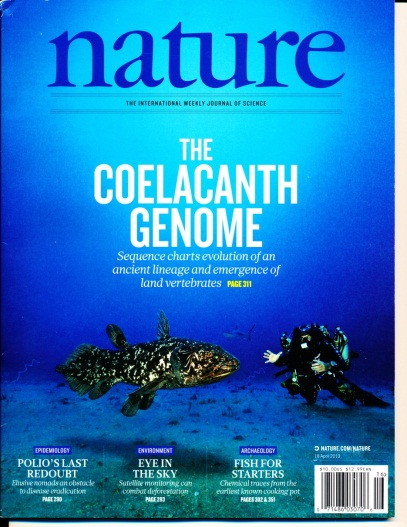 nature
THE INTERNATIONAL WEEKLY JOURNAL OF SCIENCE
THE
COELACANTH
GENOME
Sequence charts evolution of an
ancient lineage and emergence of
land vertebrates PAGE 311
EPIDEMIOLOGY
POLIO'S LAST
REDOUBT
Elusive nomads an obstacle
to disease eradication
PAGE 290
ENVIRONMENT
EYE IN
THE SKY
Satellite monitoring can
combat deforestation
PAGE 293
ARCHAEOLOGY
FISH FOR
STARTERS
Chemical traces from the
earliest known cooking pot
PAGES 302 & 351
NATURE.COM/NATURE
18 April 2013